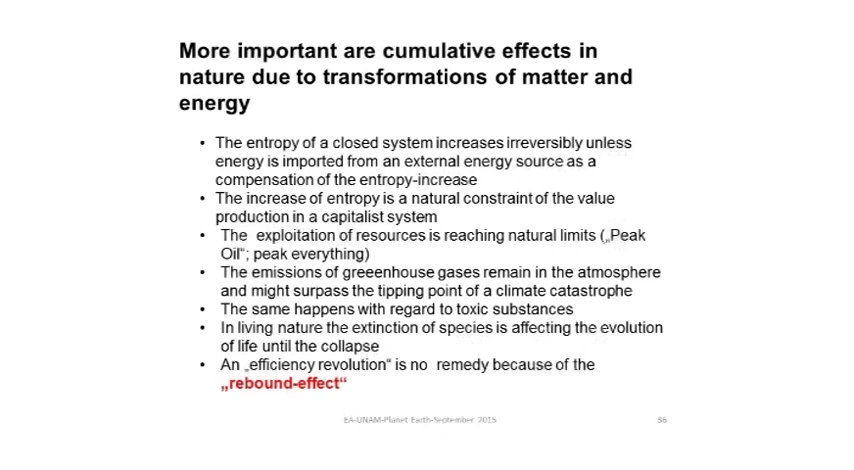 More important are cumulative effects in
nature due to transformations of matter and
energy
• The entropy of a closed system increases irreversibly unless
energy is imported from an external energy source as a
compensation of the entropy-increase
• The increase of entropy is a natural constraint of the value
production in a capitalist system
• The exploitation of resources is reaching natural limits („Peak
Oil“; peak everything)
• The emissions of greeenhouse gases remain in the atmosphere
and might surpass the tipping point of a climate catastrophe
• The same happens with regard to toxic substances
• In living nature the extinction of species is affecting the evolution
of life until the collapse
• An „efficiency revolution“ is no remedy because of the
„rebound-effect“
EA-UNAM-Planet Earth-September 2015
36